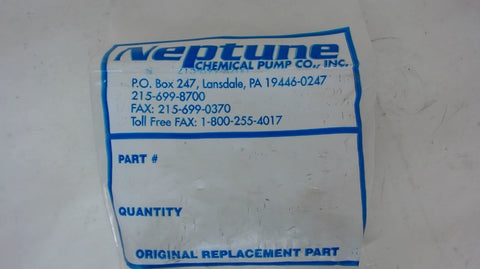 Neptune
CHEMICAL PUMP CO., INC.
P.O. Box 247, Lansdale, PA 19446-0247
215-699-8700
FAX: 215-699-0370
Toll Free FAX: 1-800-255-4017
PART #
QUANTITY
ORIGINAL REPLACEMENT PART